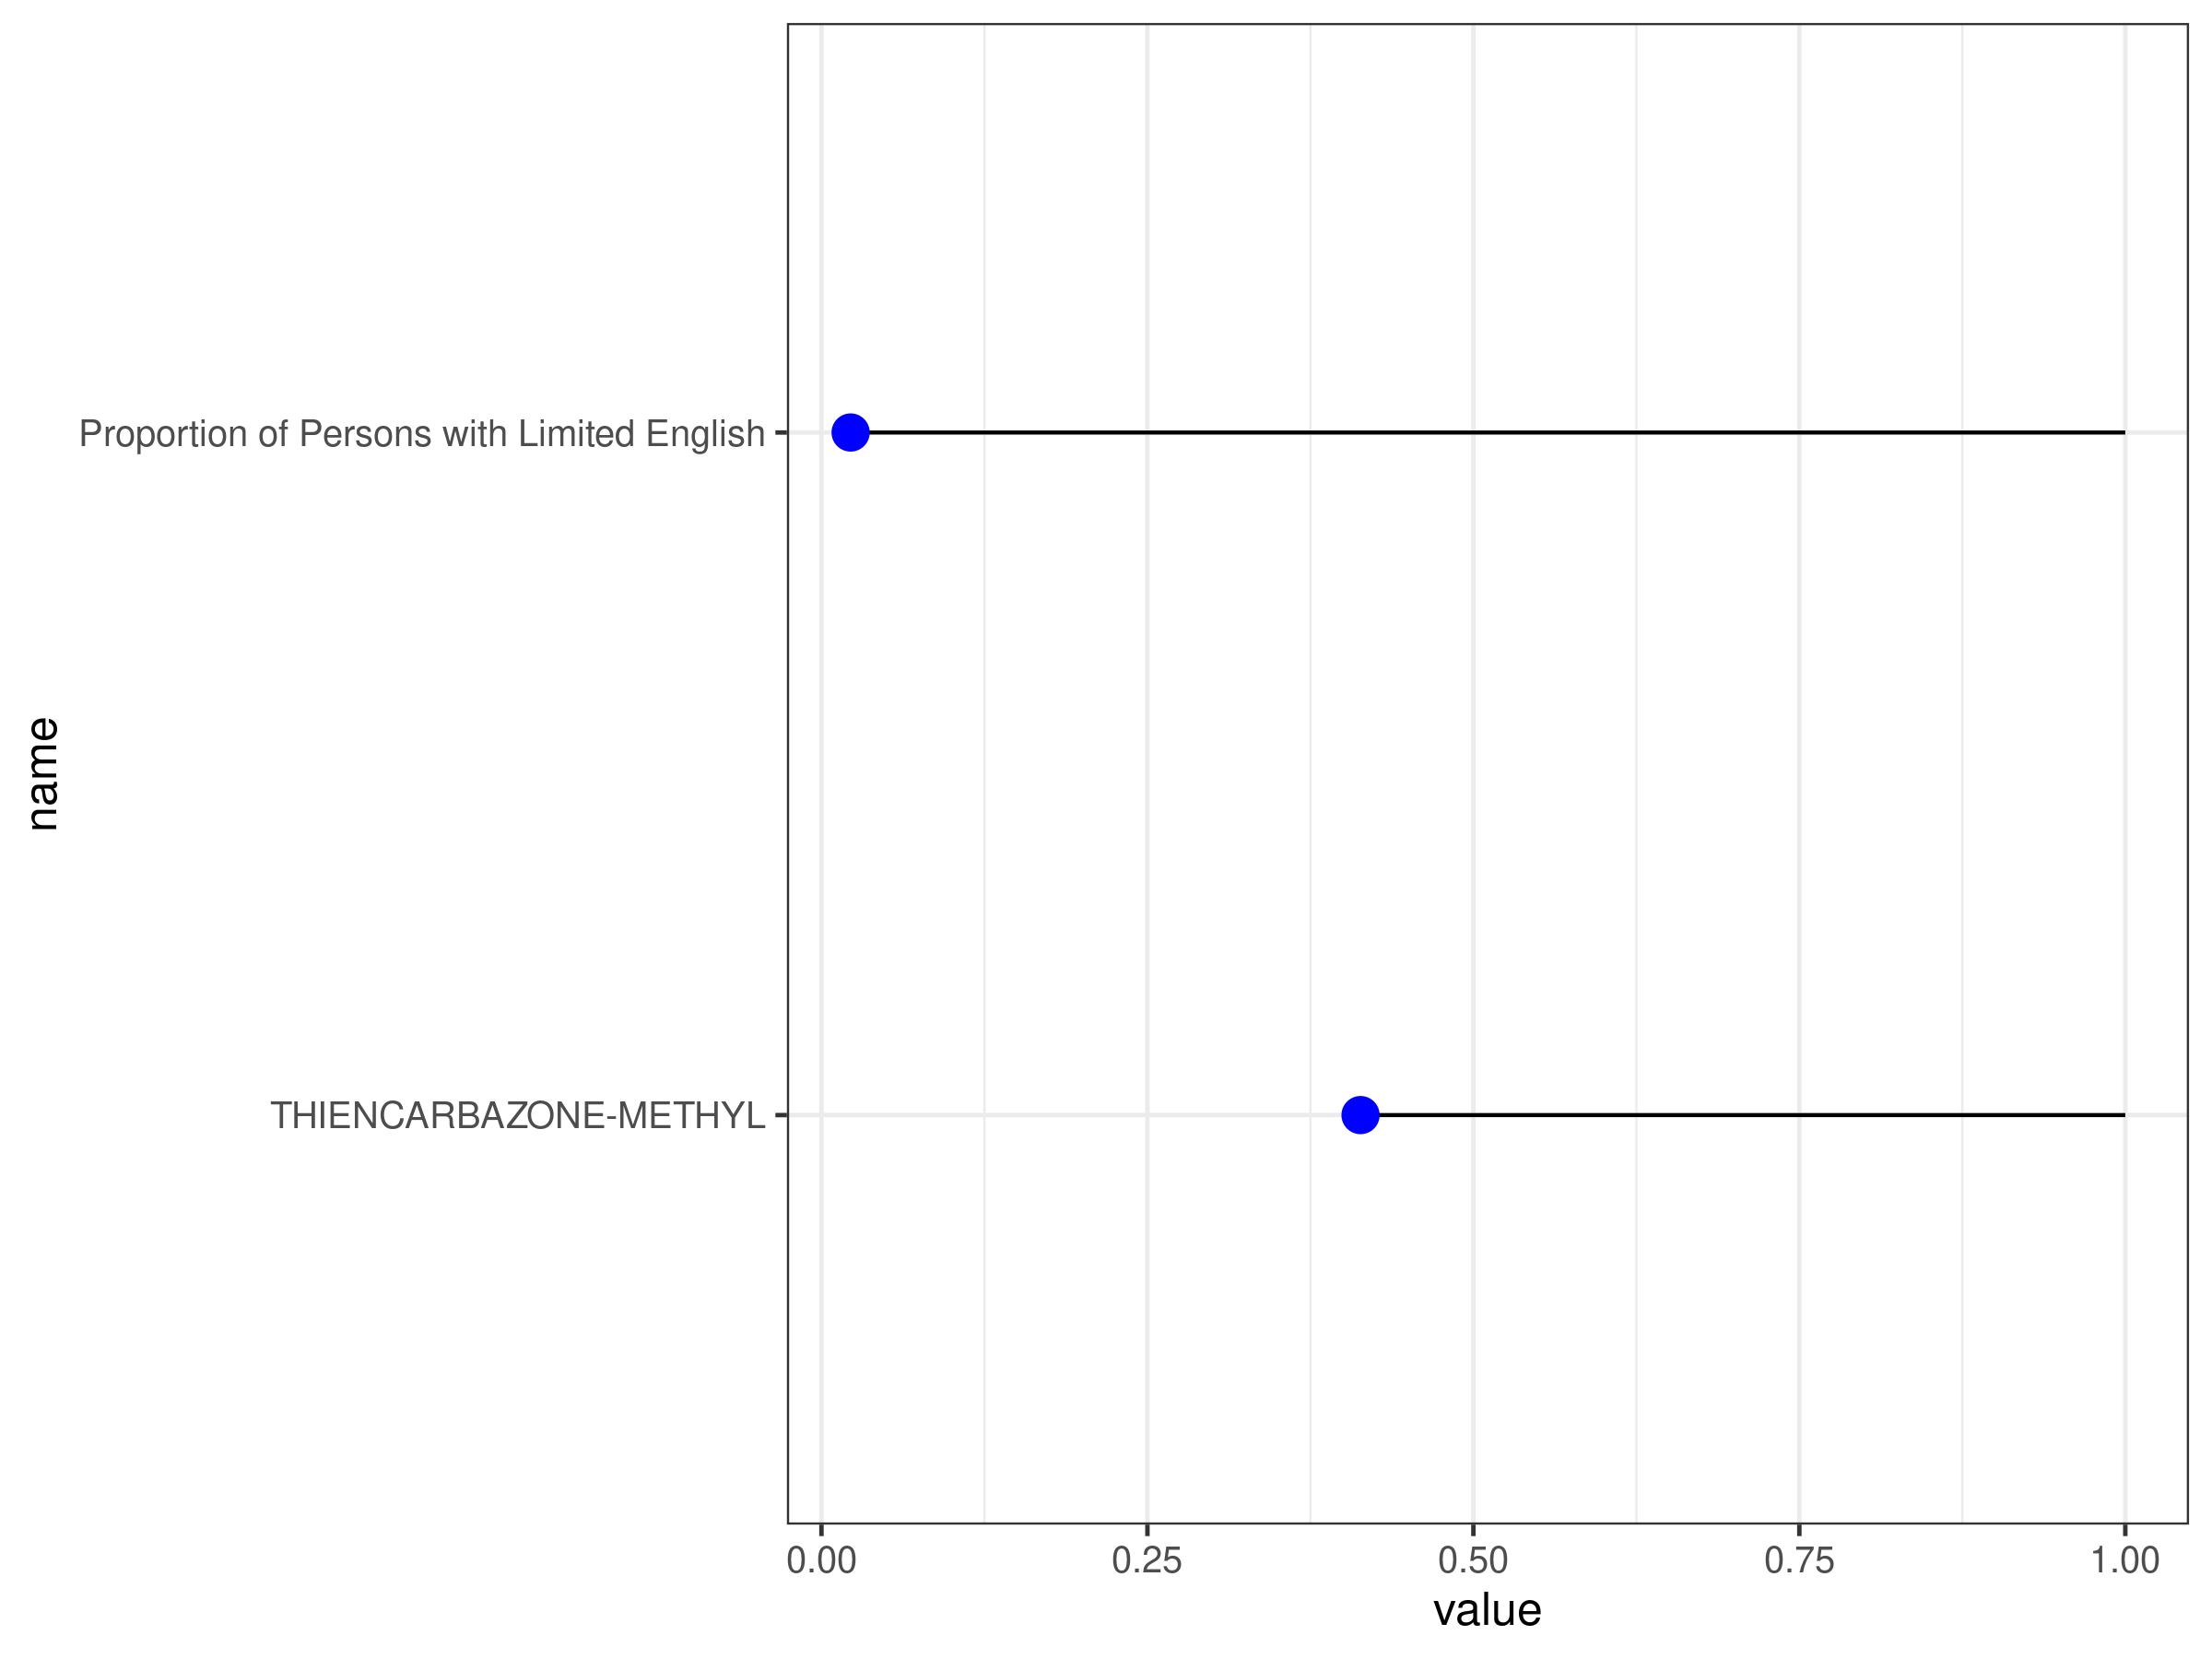 name
Proportion of Persons with Limited English
THIENCARBAZONE-METHYL
0.00 0.25 0.50 0.75 1.00
value